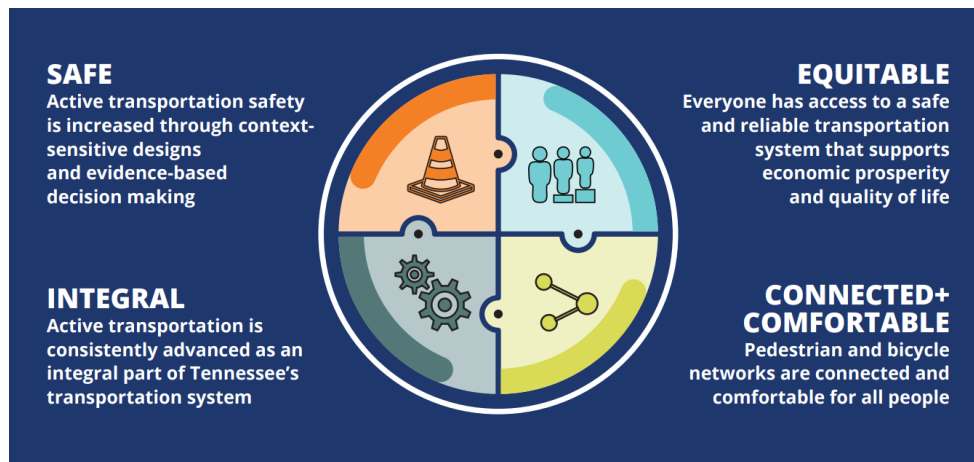 SAFE
Active transportation safety
is increased through context-
sensitive designs
and evidence-based
decision making
EQUITABLE
Everyone has access to a safe
and reliable transportation
system that supports
economic prosperity
and quality of life
INTEGRAL
Active transportation is
consistently advanced as an
integral part of Tennessee’s
transportation system
CONNECTED+
COMFORTABLE
Pedestrian and bicycle
networks are connected and
comfortable for all people